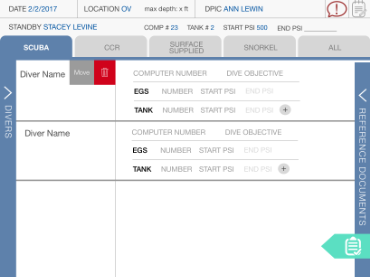 DATE 2/2/2017 LOCATION OV max depth: x ft DPIC ANN LEWIN
STANDBY STACEY LEVINE COMP # 23 TANK # 2 START PSI 500 END PSI ________
SCUBA CCR SURFACE SUPPLIED SNORKEL ALL
Diver Name Move COMPUTER NUMBER DIVE OBJECTIVE
EGS NUMBER START PSI END PSI
TANK NUMBER START PSI END PSI +
Diver Name COMPUTER NUMBER DIVE OBJECTIVE
EGS NUMBER START PSI END PSI
TANK NUMBER START PSI END PSI +
DIVERS
REFERENCE DOCUMENTS